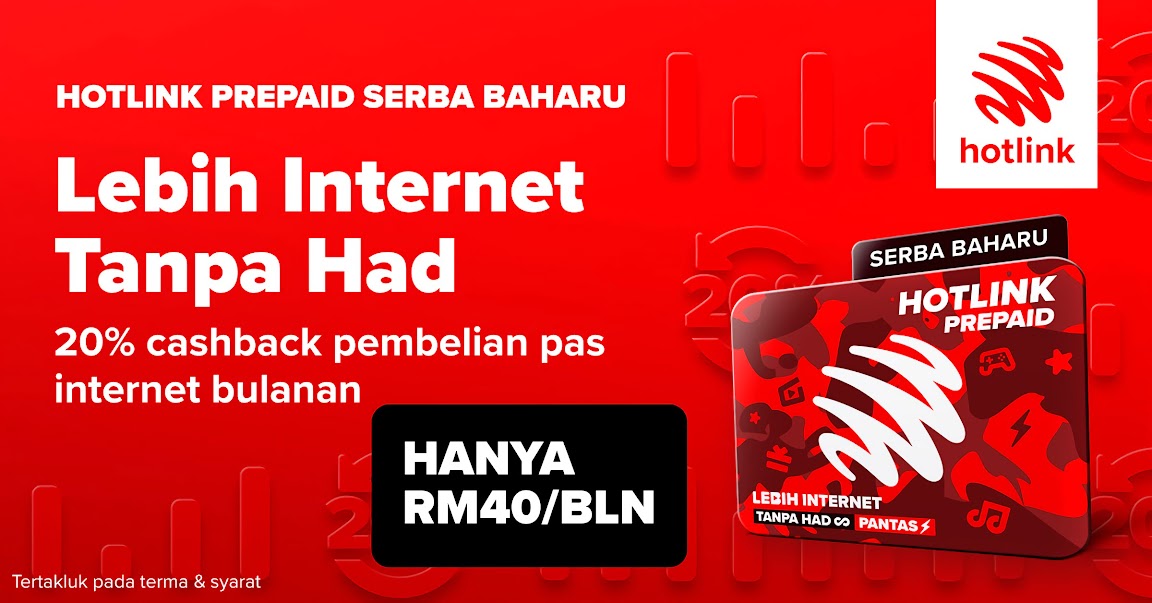 HOTLINK PREPAID SERBA BAHARU
Lebih Internet
Tanpa Had
20% cashback pembelian pas
internet bulanan
HANYA
RM40/BLN
Tertakluk pada terma & syarat
hotlink
SERBA BAHARU
HOTLINK
PREPAID
LEBIH INTERNET
TANPA HAD ∞ PANTAS⚡